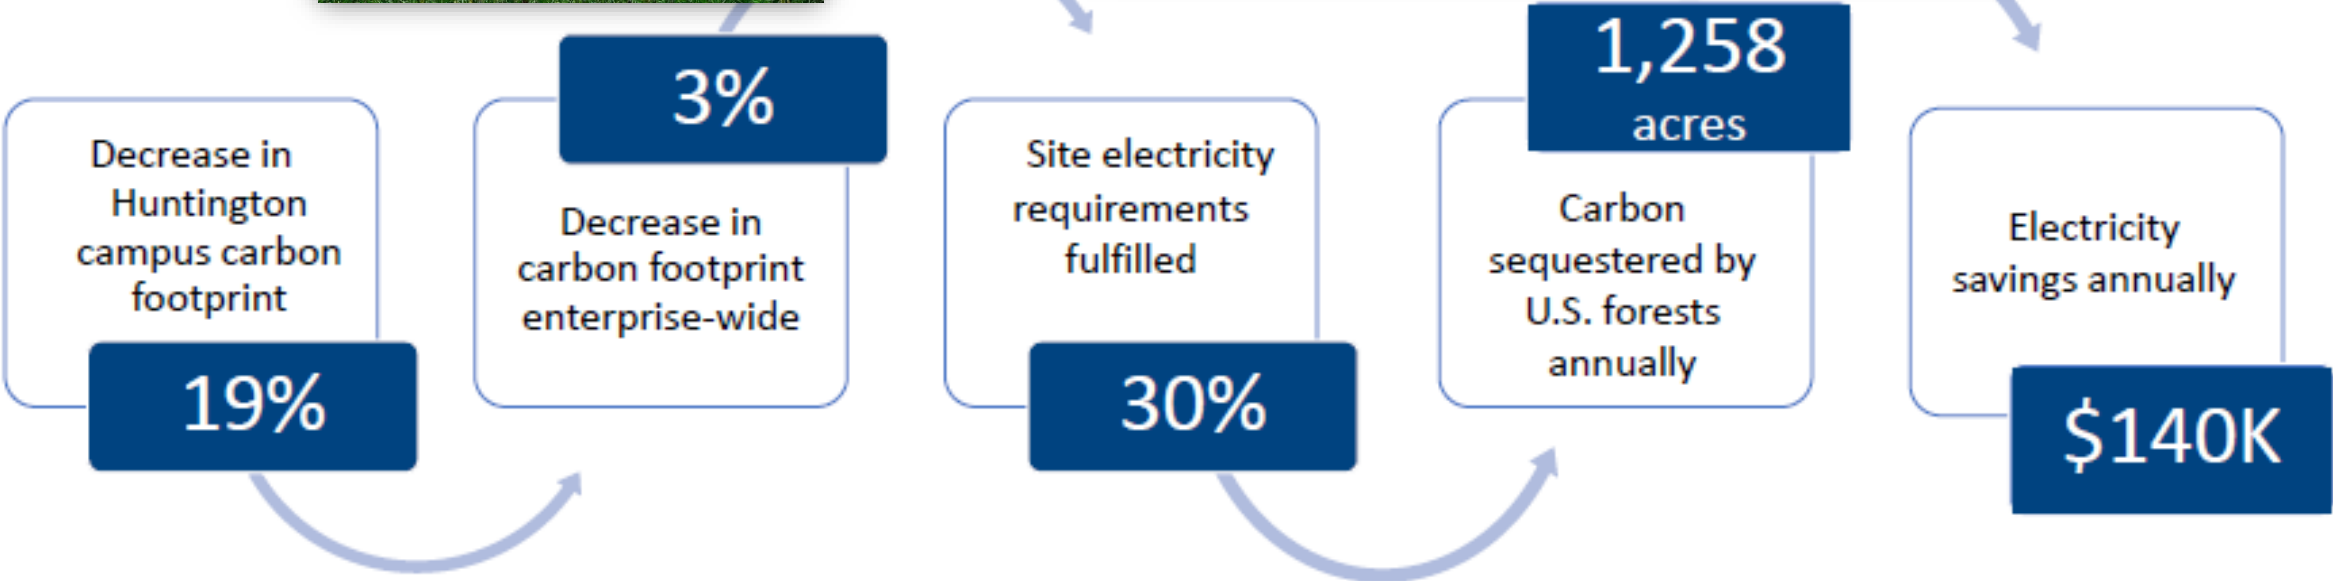 Decrease in
Huntington
campus carbon
footprint
19%
3%
Decrease in
carbon footprint
enterprise-wide
Site electricity
requirements
fulfilled
30%
1,258
acres
Carbon
sequestered by
U.S. forests
annually
Electricity
savings annually
$140K